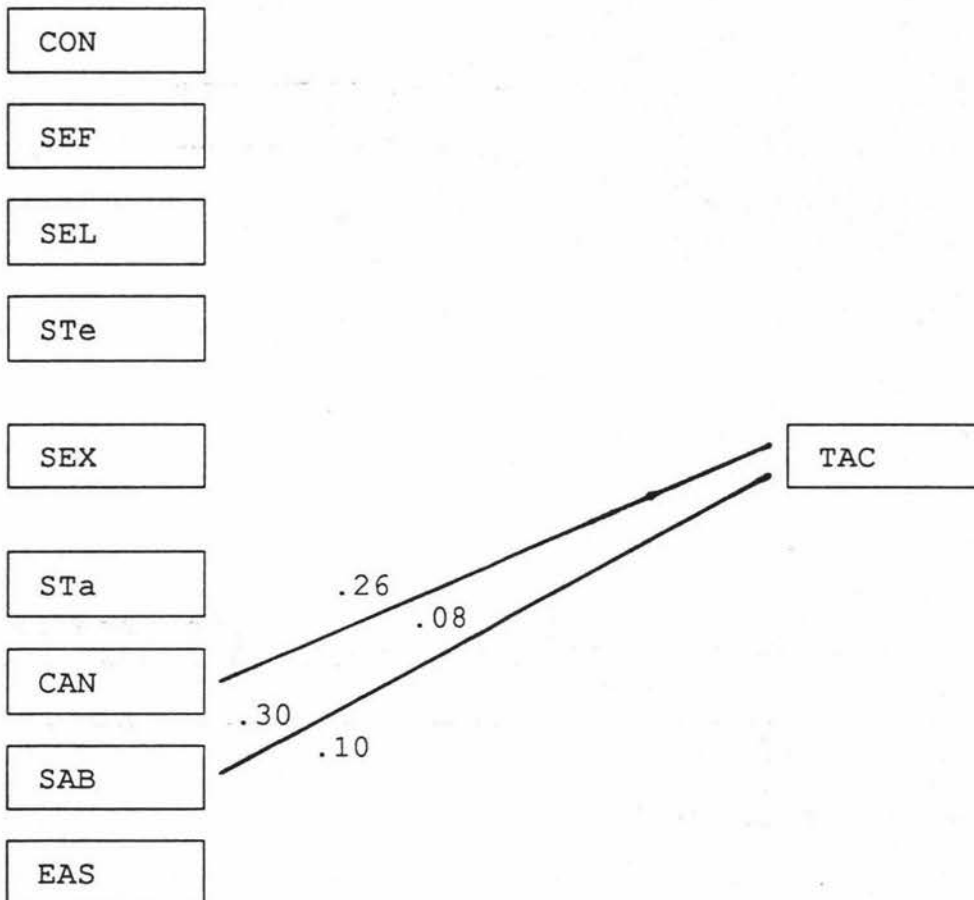 CON
SEF
SEL
STe
SEX
TAC
STa
.26
.08
CAN
.30
.10
SAB
EAS